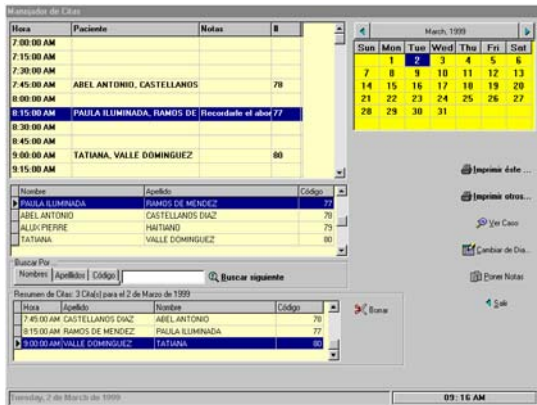 Manejador de Citas
Hora Paciente Notas #
7:00:00 AM
7:15:00 AM
7:30:00 AM
7:45:00 AM ABEL ANTONIO, CASTELLANOS 78
8:00:00 AM
8:15:00 AM PAULA ILUMINADA, RAMOS DE Recordarle el abor 77
8:30:00 AM
8:45:00 AM
9:00:00 AM TATIANA, VALLE DOMINGUEZ 80
9:15:00 AM
March, 1999
Sun Mon Tue Wed Thu Fri Sat
1 2 3 4 5 6
7 8 9 10 11 12 13
14 15 16 17 18 19 20
21 22 23 24 25 26 27
28 29 30 31
Imprimir éste ...
Imprimir otros...
Ver Caso
Cambiar de Dia...
Poner Notas
Salir
Nombre Apellido Código
PAULA ILUMINADA RAMOS DE MENDEZ 77
ABEL ANTONIO CASTELLANOS DIAZ 78
ALUX PIERRE HAITIANO 79
TATIANA VALLE DOMINGUEZ 80
Buscar Por...
Nombres Apellidos Código Buscar siguiente
Resumen de Citas: 3 Cita(s) para el 2 de Marzo de 1999
Hora Apellido Nombre Código
7:45:00 AM CASTELLANOS DIAZ ABEL ANTONIO 78
8:15:00 AM RAMOS DE MENDEZ PAULA ILUMINADA 77
9:00:00 AM VALLE DOMINGUEZ TATIANA 80
Borrar
Tuesday, 2 de March de 1999
09:16 AM